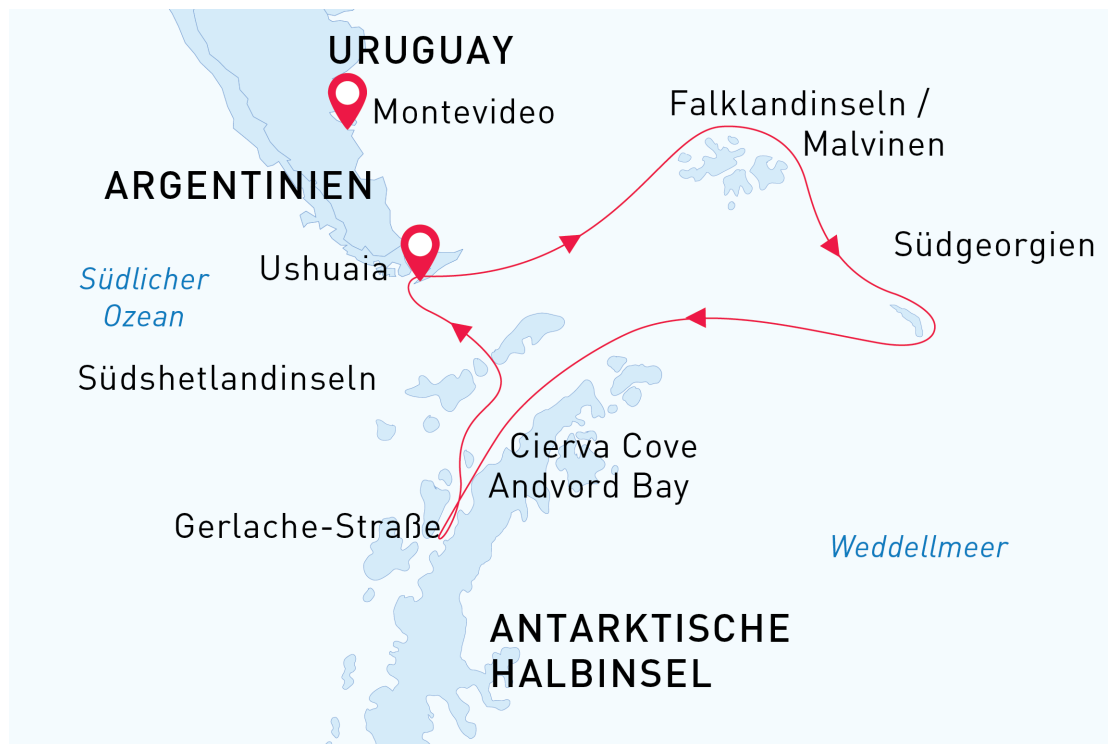 URUGUAY
Montevideo
Falklandinseln /
Malvinen
ARGENTINIEN
Südgeorgien
Ushuaia
Südlicher
Ozean
Südshetlandinseln
Cierva Cove
Andvord Bay
Gerlache-Straße
Weddellmeer
ANTARKTISCHE
HALBINSEL